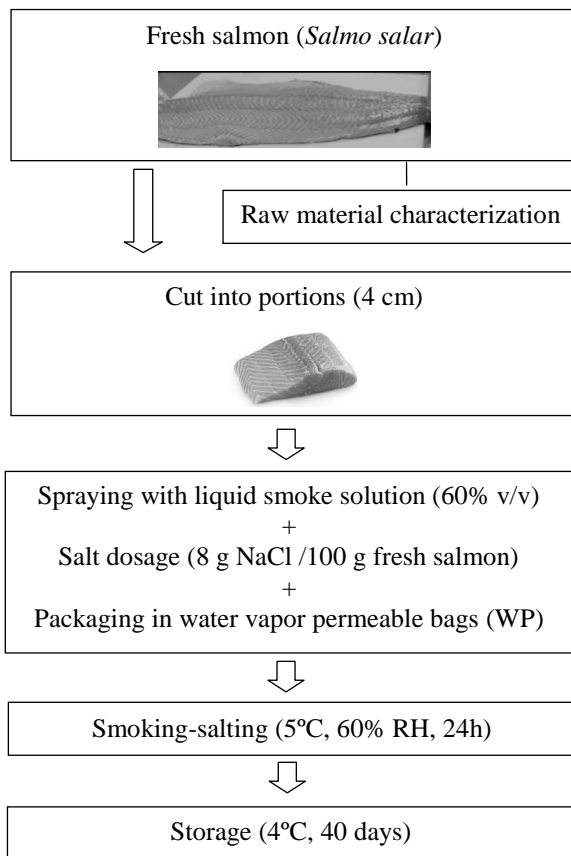 Fresh salmon (Salmo salar)
Raw material characterization
Cut into portions (4 cm)
Spraying with liquid smoke solution (60% v/v)
+
Salt dosage (8 g NaCl /100 g fresh salmon)
+
Packaging in water vapor permeable bags (WP)
Smoking-salting (5ºC, 60% RH, 24h)
Storage (4ºC, 40 days)